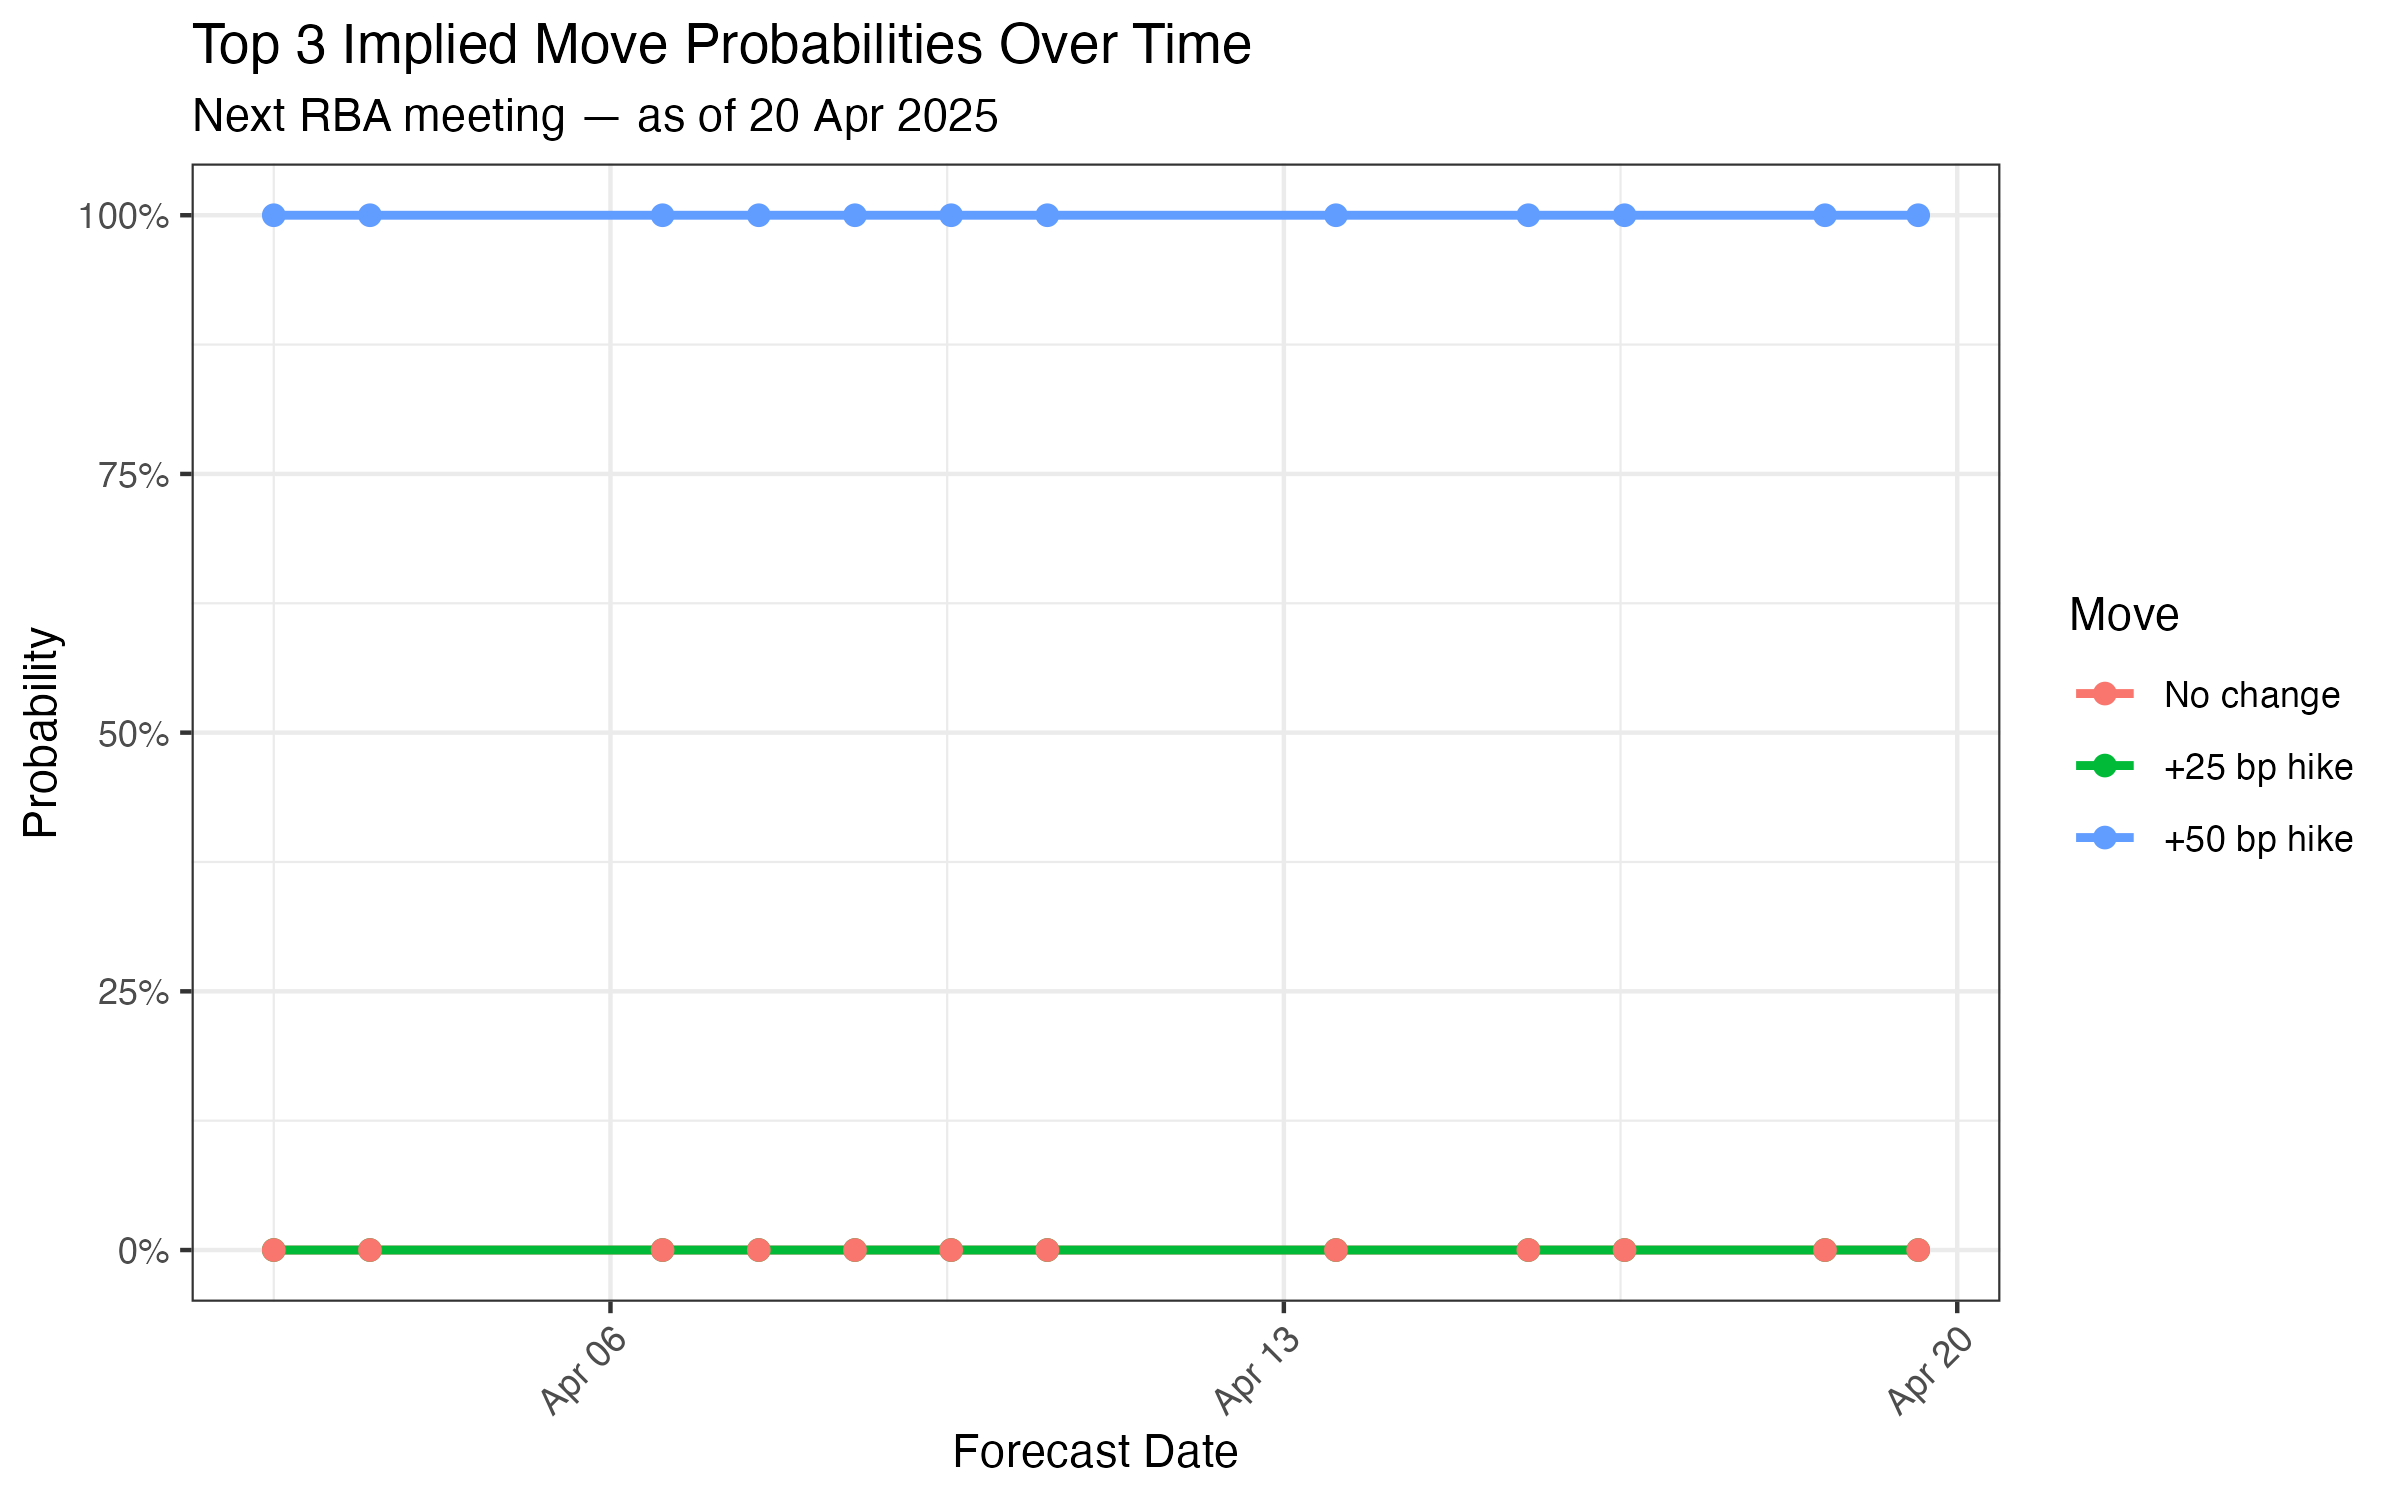 Top 3 Implied Move Probabilities Over Time
Next RBA meeting — as of 20 Apr 2025
100%
75%
50%
25%
0%
Probability
Apr 06
Apr 13
Apr 20
Forecast Date
Move
No change
+25 bp hike
+50 bp hike